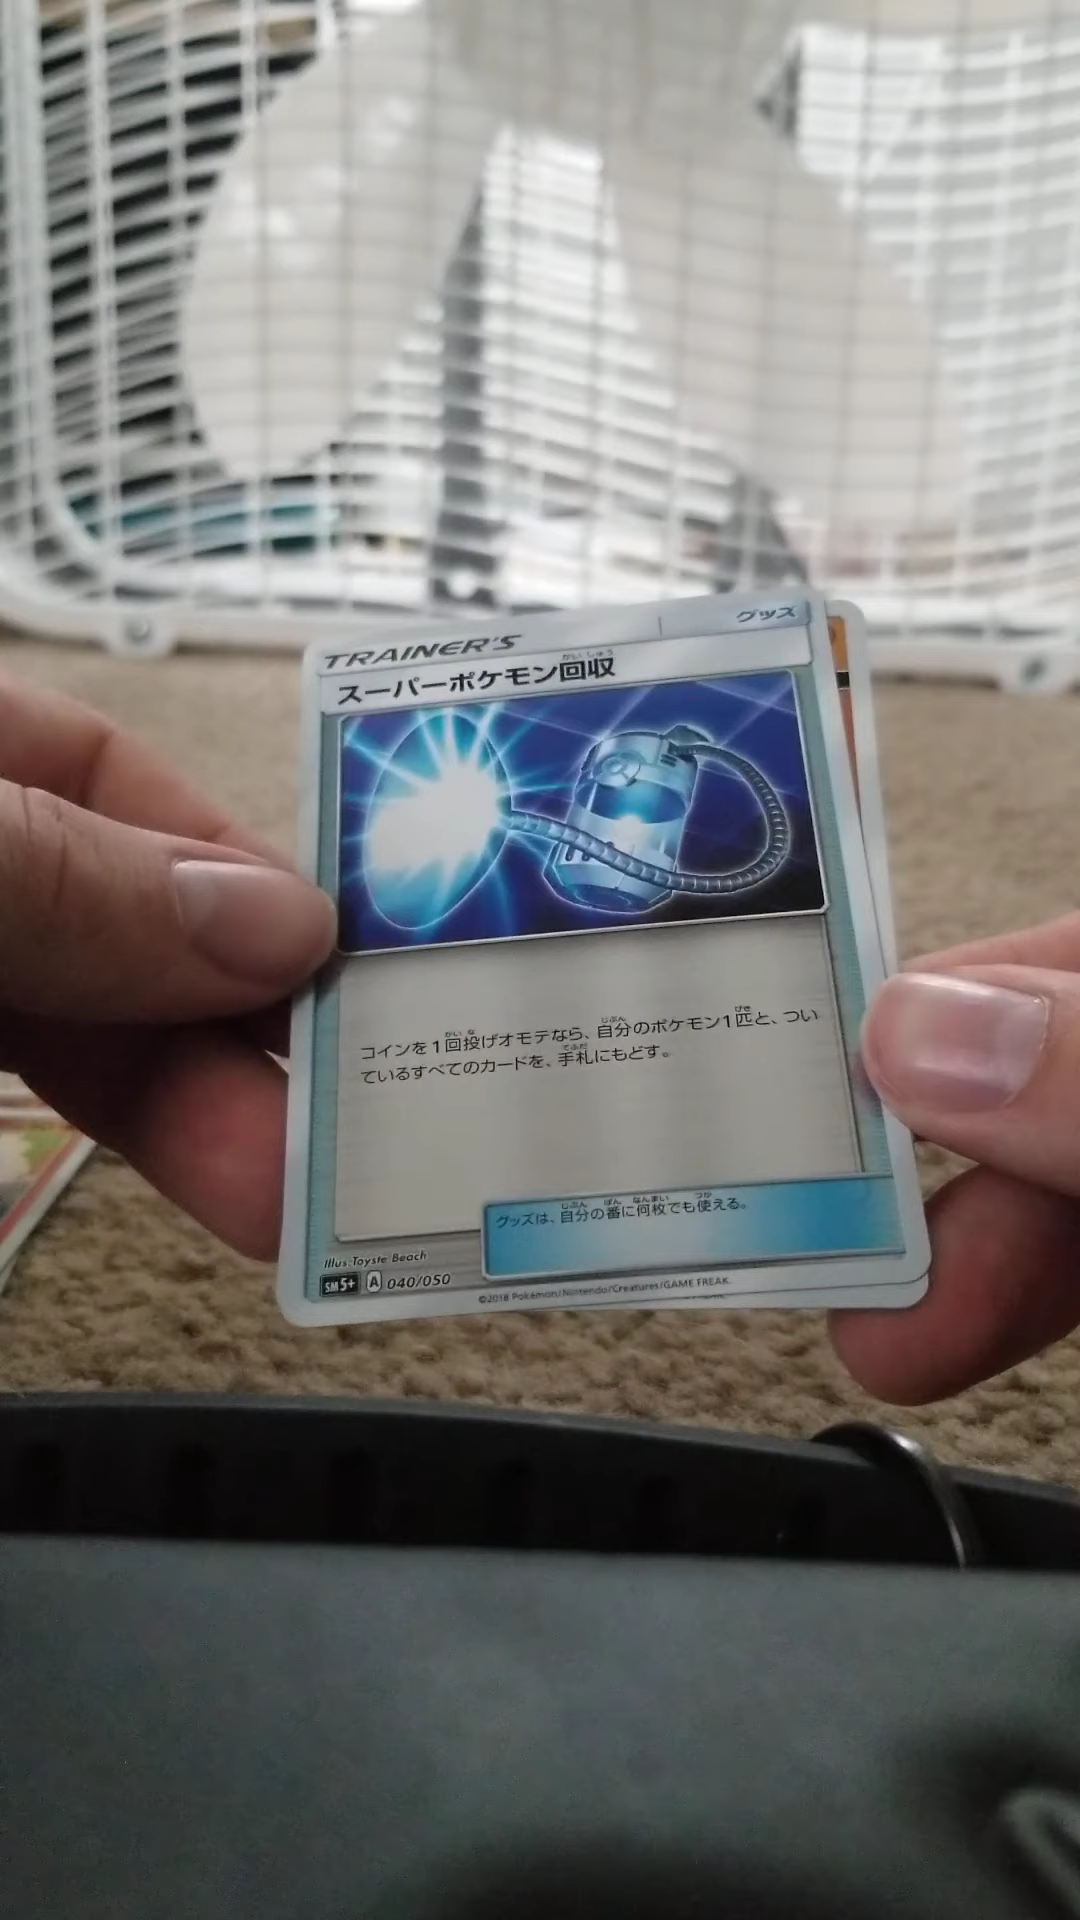 TRAINER'S
グッズ
かいしゅう
スーパーポケモン回収
かい な じぶん ぴき
コインを1回投げオモテなら、自分のポケモン1匹と、つい
てふだ
ているすべてのカードを、手札にもどす。
じぶん ばん なんまい つか
グッズは、自分の番に何枚でも使える。
Illus. Toyste Beach
SM5+ A 040/050
©2018 Pokémon/Nintendo/Creatures/GAME FREAK.